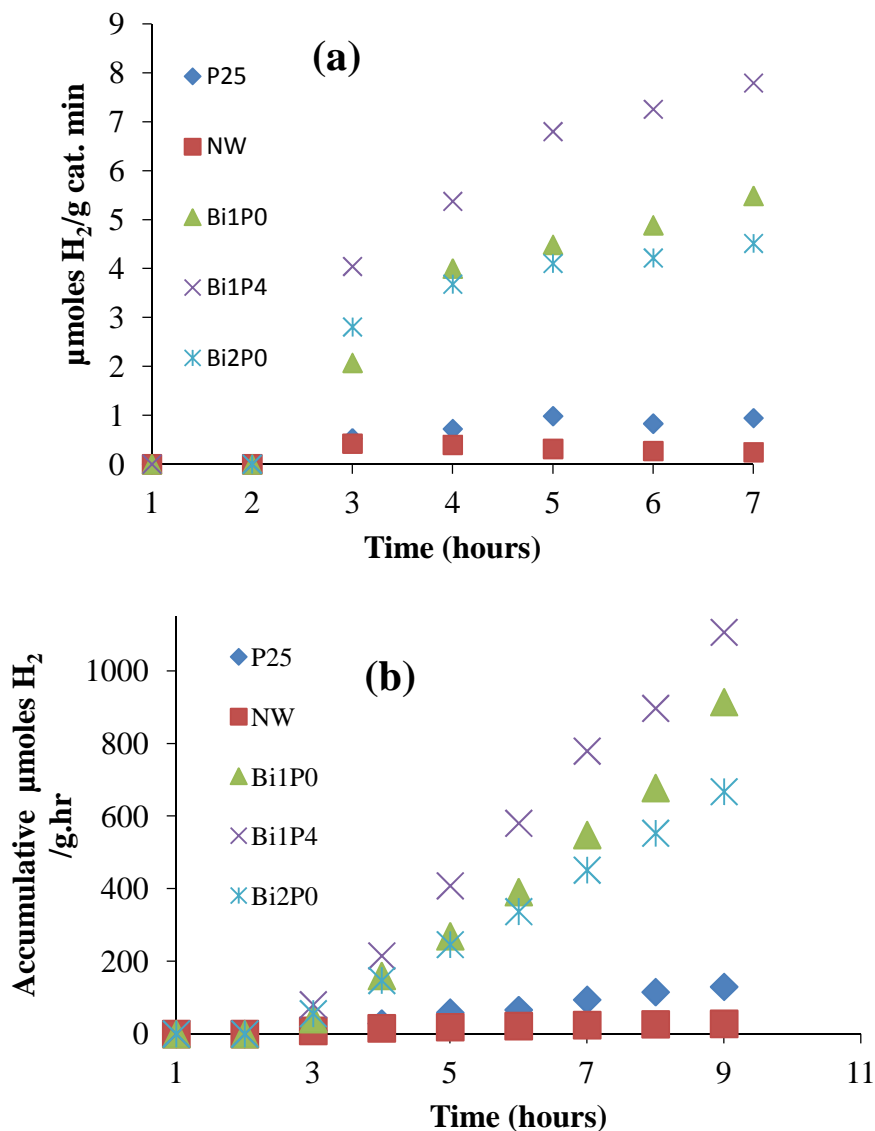 (a)
9
8
7
6
5
4
3
2
1
0
µmoles H₂/g cat. min
P25
NW
Bi1P0
Bi1P4
Bi2P0
1 2 3 4 5 6 7
Time (hours)
(b)
1000
800
600
400
200
0
Accumulative µmoles H₂
/g.hr
P25
NW
Bi1P0
Bi1P4
Bi2P0
1 3 5 7 9 11
Time (hours)